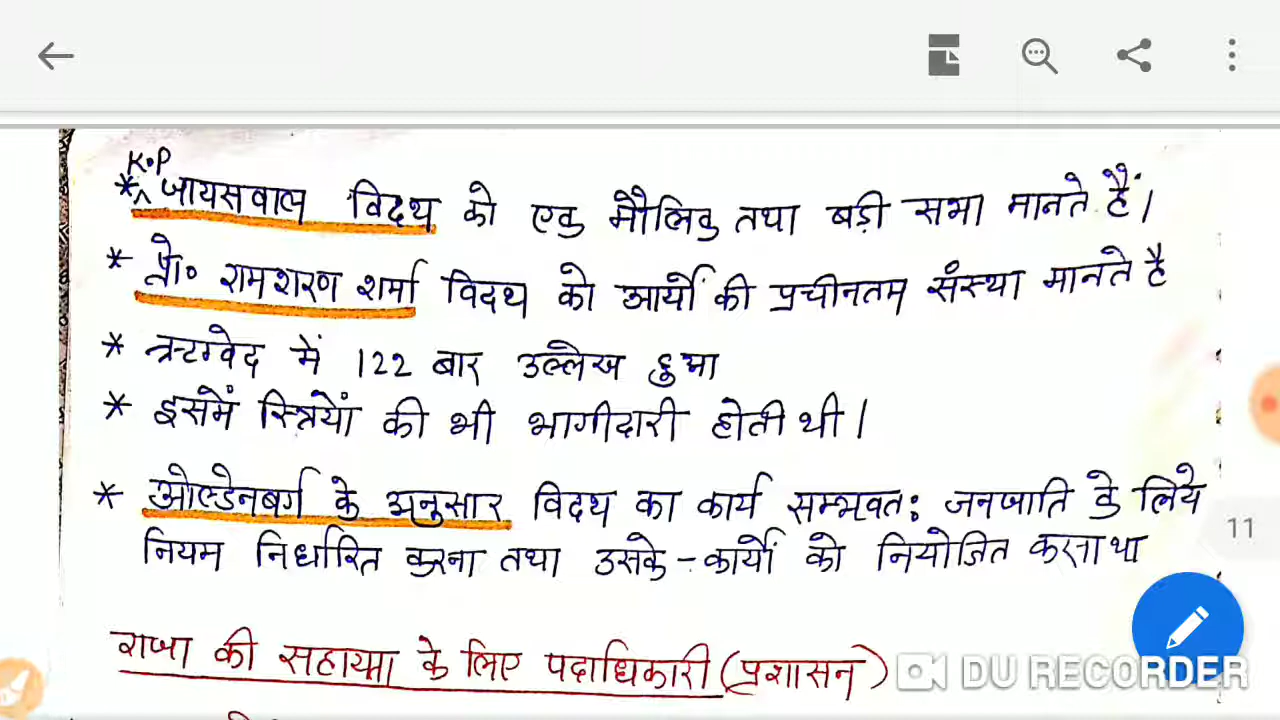 K.P
* जायसवाल विदथ को एक मौलिक तथा बड़ी सभा मानते हैं।
* प्रो० रामशरण शर्मा विदथ को आर्यों की प्रचीनतम संस्था मानते है
* ऋग्वेद में 122 बार उल्लेख हुआ
* इसमें स्त्रियों की भी भागीदारी होती थी।
* ओल्डेनबर्ग के अनुसार विदथ का कार्य सम्भवतः जनजाति के लिये
नियम निर्धारित करना तथा उसके कार्यों को नियोजित करना था
11
राजा की सहायता के लिए पदाधिकारी (प्रशासन)
DU RECORDER